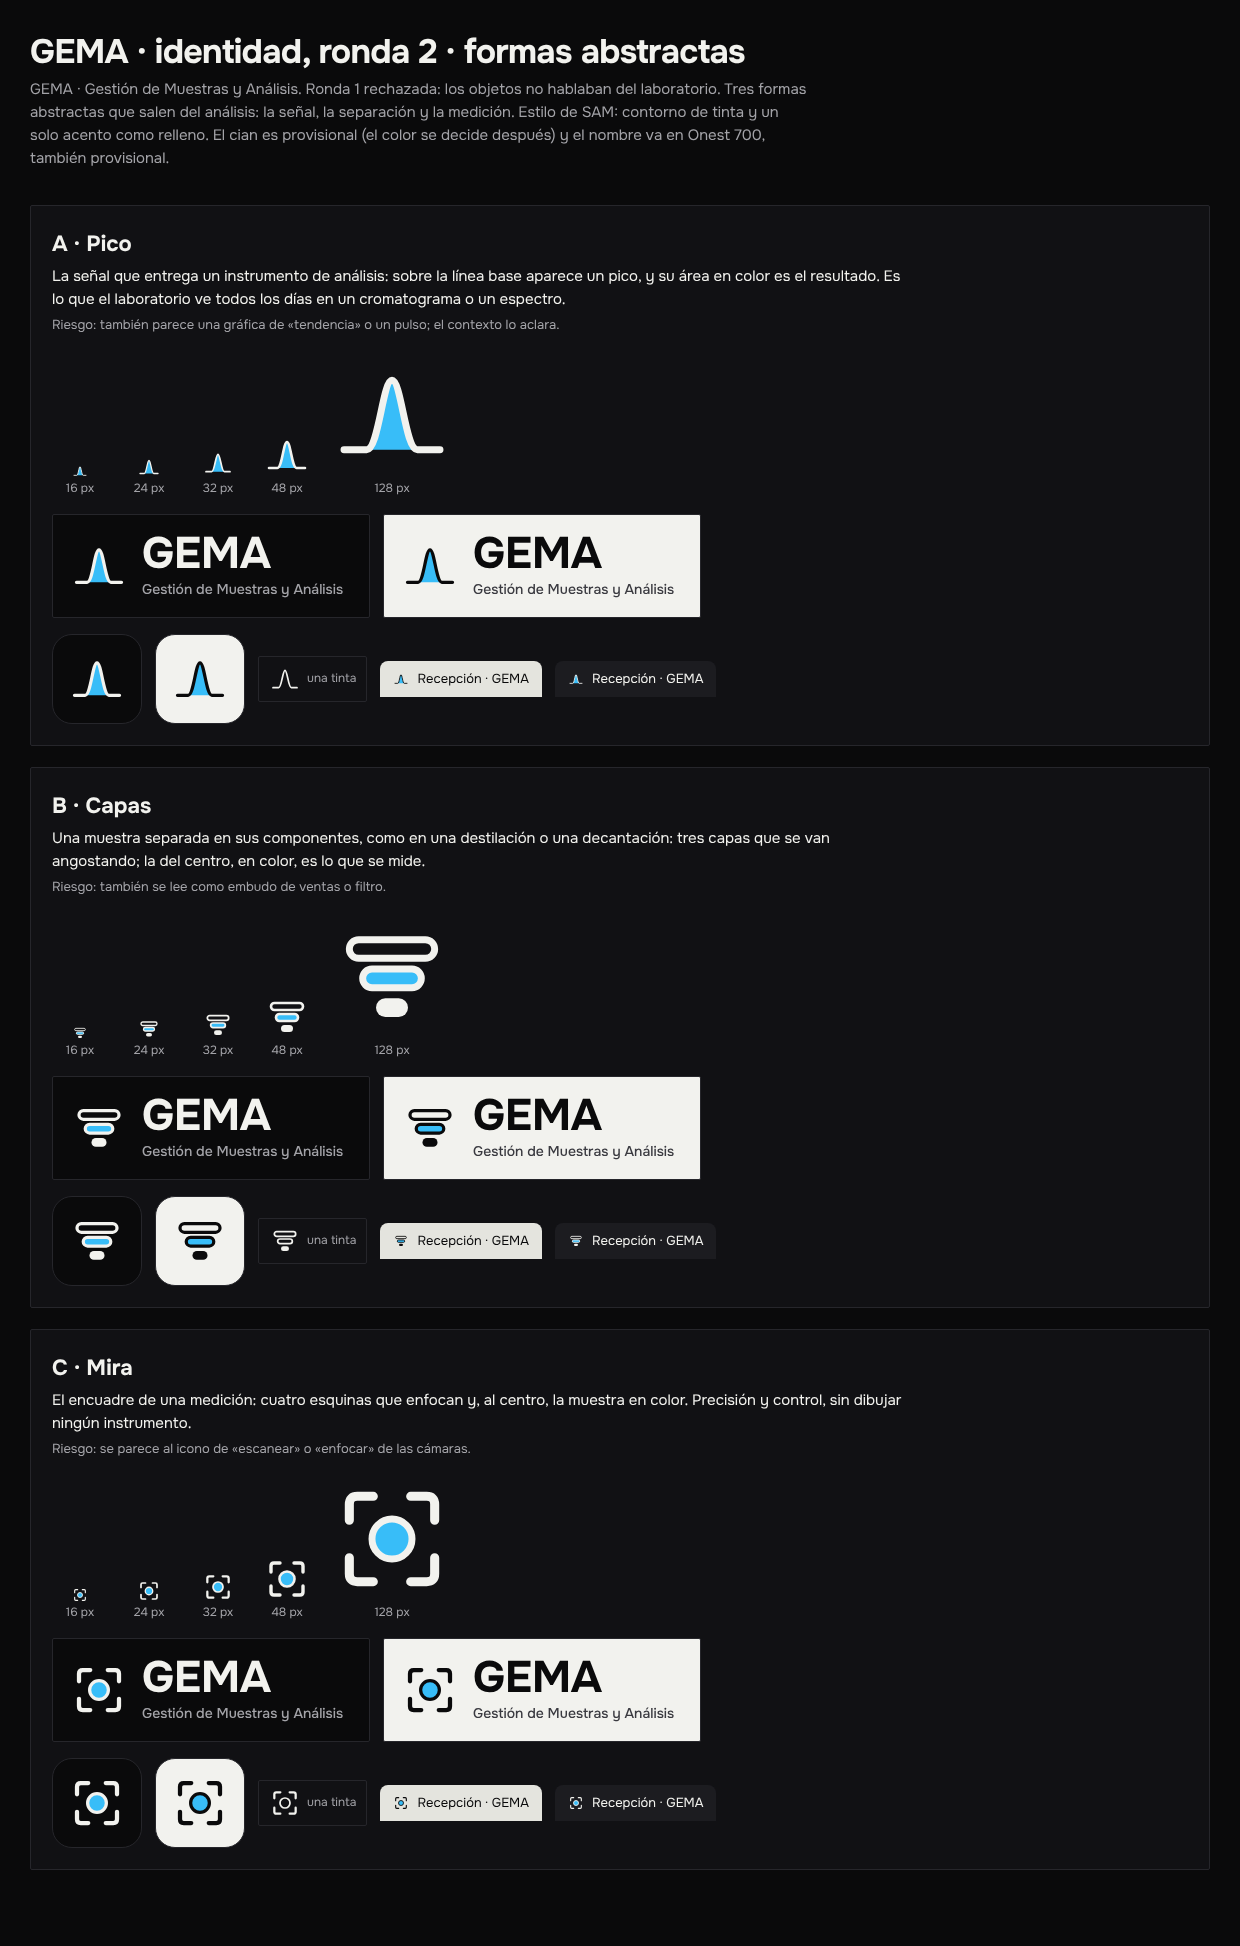 GEMA · identidad, ronda 2 · formas abstractas
GEMA · Gestión de Muestras y Análisis. Ronda 1 rechazada: los objetos no hablaban del laboratorio. Tres formas
abstractas que salen del análisis: la señal, la separación y la medición. Estilo de SAM: contorno de tinta y un
solo acento como relleno. El cian es provisional (el color se decide después) y el nombre va en Onest 700,
también provisional.
A · Pico
La señal que entrega un instrumento de análisis: sobre la línea base aparece un pico, y su área en color es el resultado. Es
lo que el laboratorio ve todos los días en un cromatograma o un espectro.
Riesgo: también parece una gráfica de «tendencia» o un pulso; el contexto lo aclara.
16 px 24 px 32 px 48 px 128 px
GEMA GEMA
Gestión de Muestras y Análisis Gestión de Muestras y Análisis
una tinta Recepción · GEMA Recepción · GEMA
B · Capas
Una muestra separada en sus componentes, como en una destilación o una decantación: tres capas que se van
angostando; la del centro, en color, es lo que se mide.
Riesgo: también se lee como embudo de ventas o filtro.
16 px 24 px 32 px 48 px 128 px
GEMA GEMA
Gestión de Muestras y Análisis Gestión de Muestras y Análisis
una tinta Recepción · GEMA Recepción · GEMA
C · Mira
El encuadre de una medición: cuatro esquinas que enfocan y, al centro, la muestra en color. Precisión y control, sin dibujar
ningún instrumento.
Riesgo: se parece al icono de «escanear» o «enfocar» de las cámaras.
16 px 24 px 32 px 48 px 128 px
GEMA GEMA
Gestión de Muestras y Análisis Gestión de Muestras y Análisis
una tinta Recepción · GEMA Recepción · GEMA